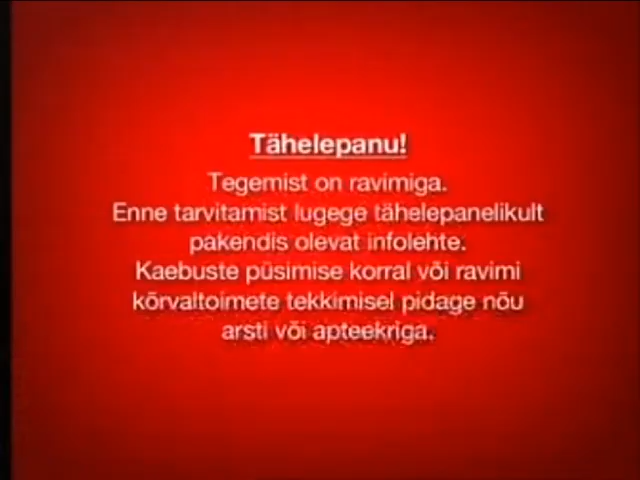 Tähelepanu!
Tegemist on ravimiga.
Enne tarvitamist lugege tähelepanelikult
pakendis olevat infolehte.
Kaebuste püsimise korral või ravimi
kõrvaltoimete tekkimisel pidage nõu
arsti või apteekriga.